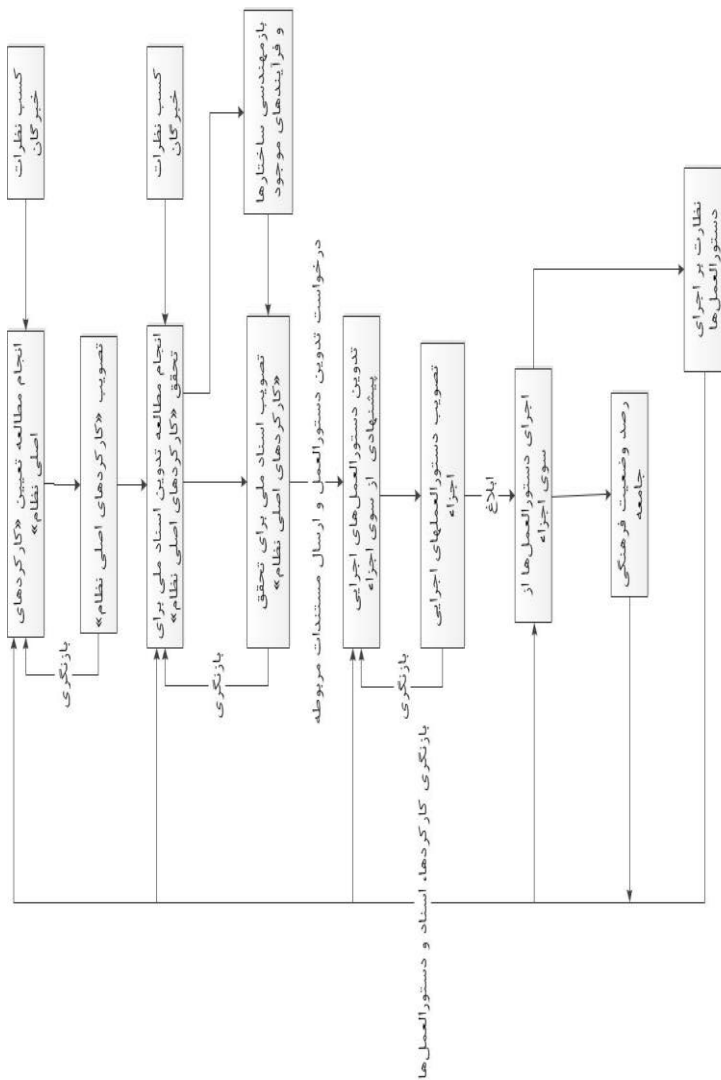 کسب نظرات
خبرگان
انجام مطالعه تعیین «کارکردهای
اصلی نظام»
تصویب «کارکردهای اصلی نظام»
بازنگری
کسب نظرات
خبرگان
انجام مطالعه تدوین اسناد ملی برای
تحقق «کارکردهای اصلی نظام»
بازمهندسی ساختارها
و فرآیندهای موجود
تصویب اسناد ملی برای تحقق
«کارکردهای اصلی نظام»
بازنگری
درخواست تدوین دستورالعمل و ارسال مستندات مربوطه
تدوین دستورالعمل‌های اجرایی
پیشنهادی از سوی اجزاء
تصویب دستورالعملهای اجرایی
اجزاء
بازنگری
ابلاغ
اجرای دستورالعمل‌ها از
سوی اجزاء
نظارت بر اجرای
دستورالعمل‌ها
رصد وضعیت فرهنگی
جامعه
بازنگری کارکردها، اسناد و دستورالعمل‌ها